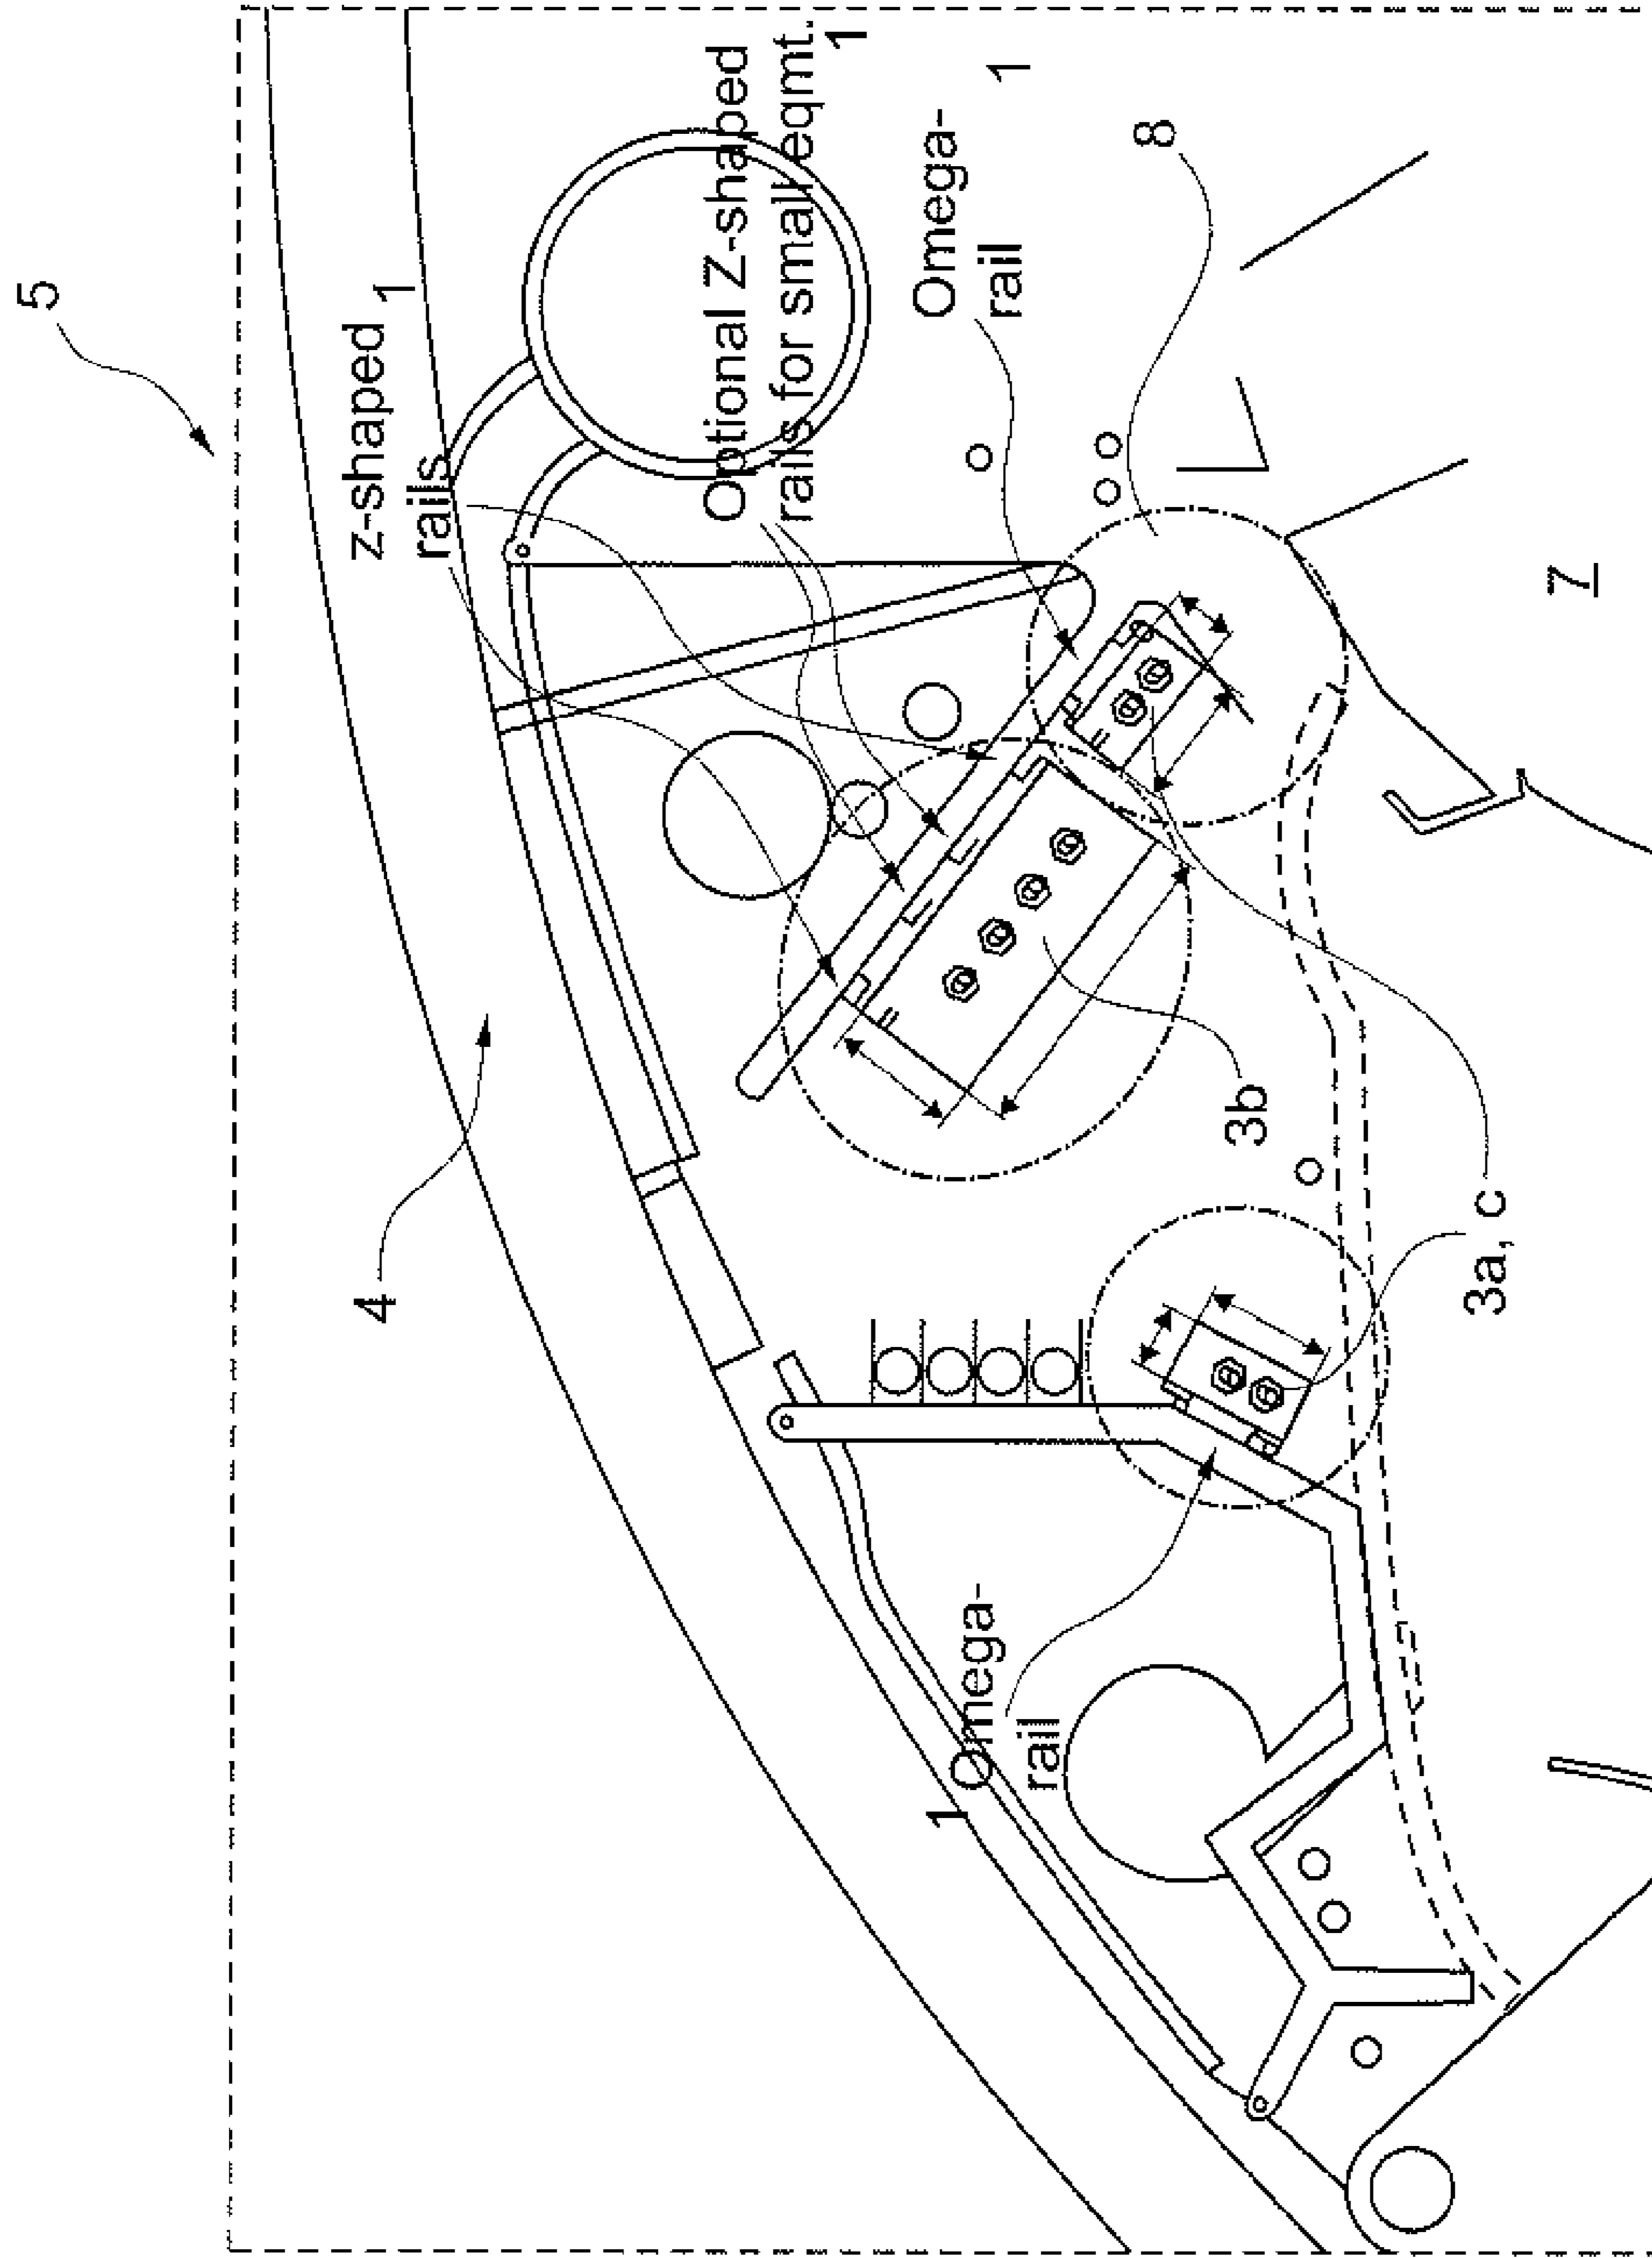 5
z-shaped 1
rails
Optional Z-shaped
rails for small eqmt.
1
1
Omega-
rail
8
7
4
3b
3a, c
Omega-
rail
1